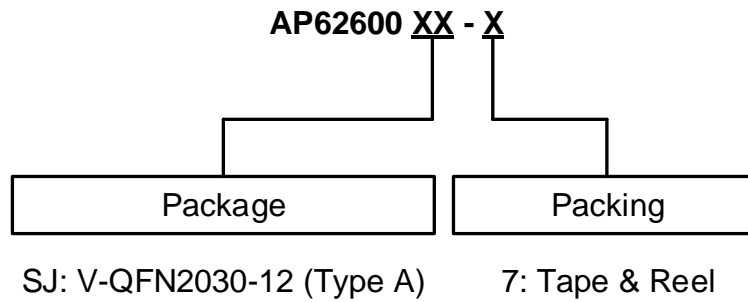 AP62600 XX - X
Package
Packing
SJ: V-QFN2030-12 (Type A)
7: Tape & Reel